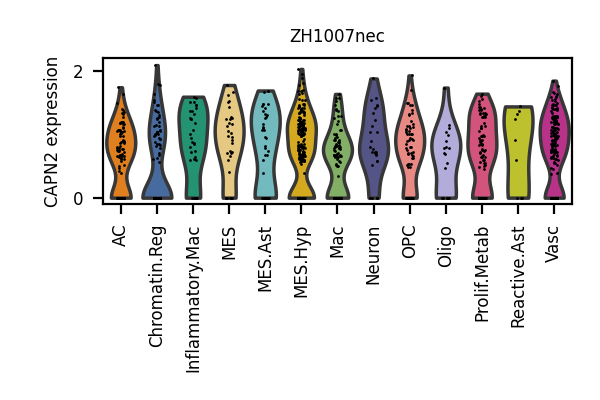 ZH1007nec
CAPN2 expression
2
0
AC
Chromatin.Reg
Inflammatory.Mac
MES
MES.Ast
MES.Hyp
Mac
Neuron
OPC
Oligo
Prolif.Metab
Reactive.Ast
Vasc